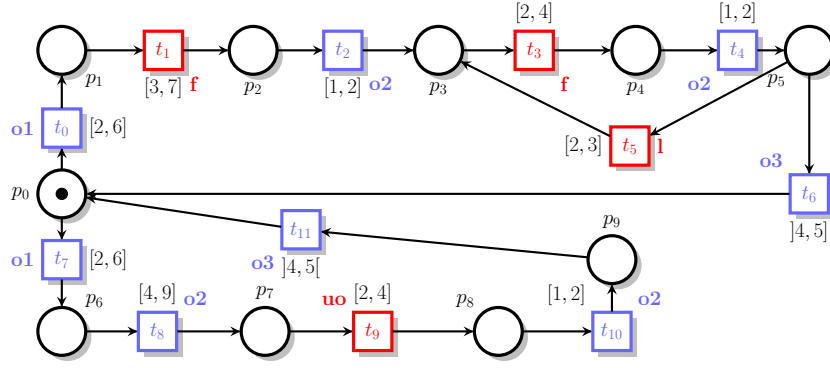 [2, 4] [1, 2]
t1 t2 t3 t4
p1 [3, 7] f p2 [1, 2] o2 p3 f p4 o2 p5
o1 t0 [2, 6] [2, 3] t5 l
o3
p0 t6
t11 p9 ]4, 5]
o1 t7 [2, 6] o3 ]4, 5[
p6 [4, 9] o2 p7 uo [2, 4] p8 [1, 2] o2
t8 t9 t10